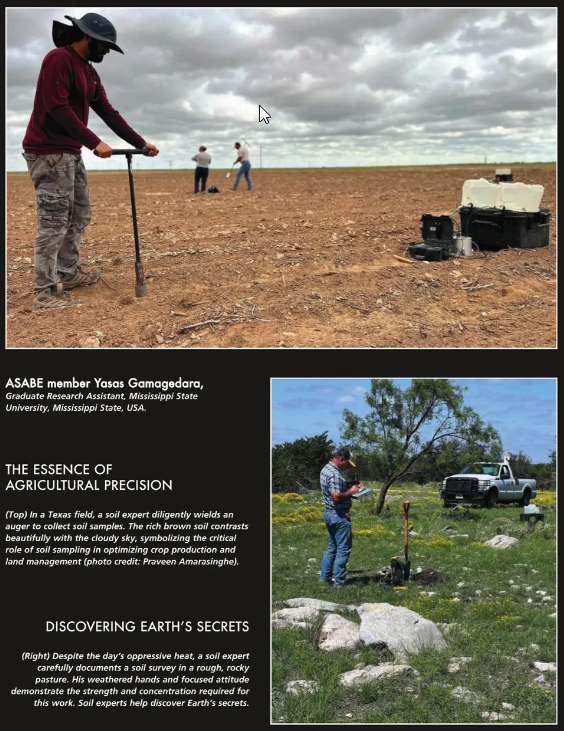 ASABE member Yasas Gamagedara,
Graduate Research Assistant, Mississippi State
University, Mississippi State, USA.
THE ESSENCE OF
AGRICULTURAL PRECISION
(Top) In a Texas field, a soil expert diligently wields an
auger to collect soil samples. The rich brown soil contrasts
beautifully with the cloudy sky, symbolizing the critical
role of soil sampling in optimizing crop production and
land management (photo credit: Praveen Amarasinghe).
DISCOVERING EARTH’S SECRETS
(Right) Despite the day’s oppressive heat, a soil expert
carefully documents a soil survey in a rough, rocky
pasture. His weathered hands and focused attitude
demonstrate the strength and concentration required for
this work. Soil experts help discover Earth’s secrets.